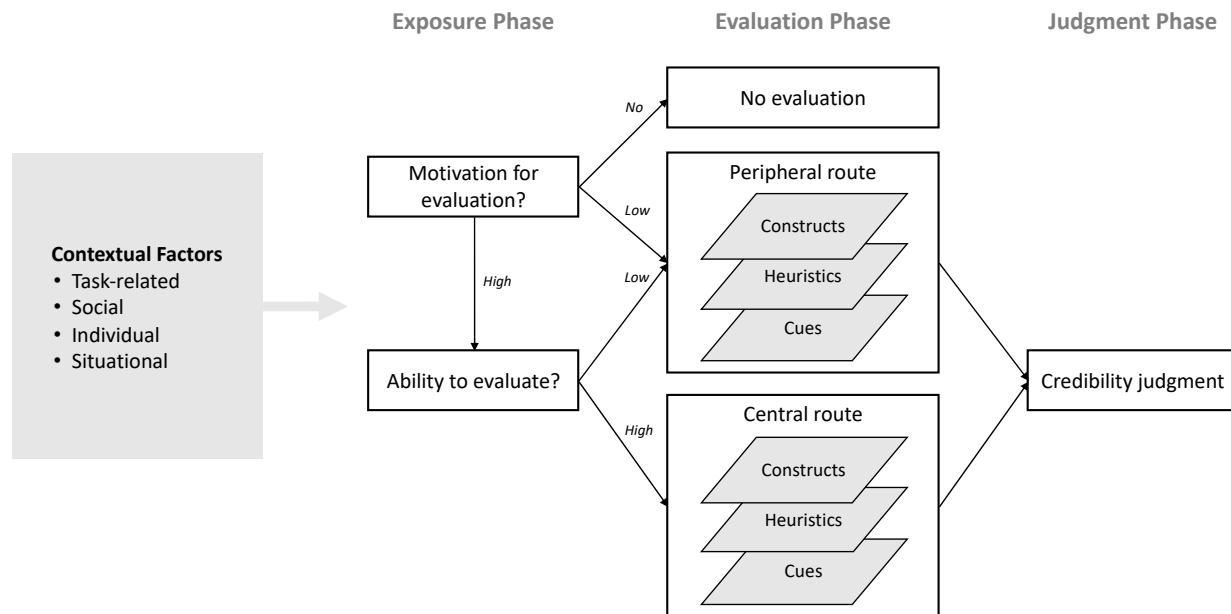 Exposure Phase
Evaluation Phase
Judgment Phase
Contextual Factors
• Task-related
• Social
• Individual
• Situational
Motivation for
evaluation?
No
Low
High
Ability to evaluate?
Low
High
No evaluation
Peripheral route
Constructs
Heuristics
Cues
Central route
Constructs
Heuristics
Cues
Credibility judgment